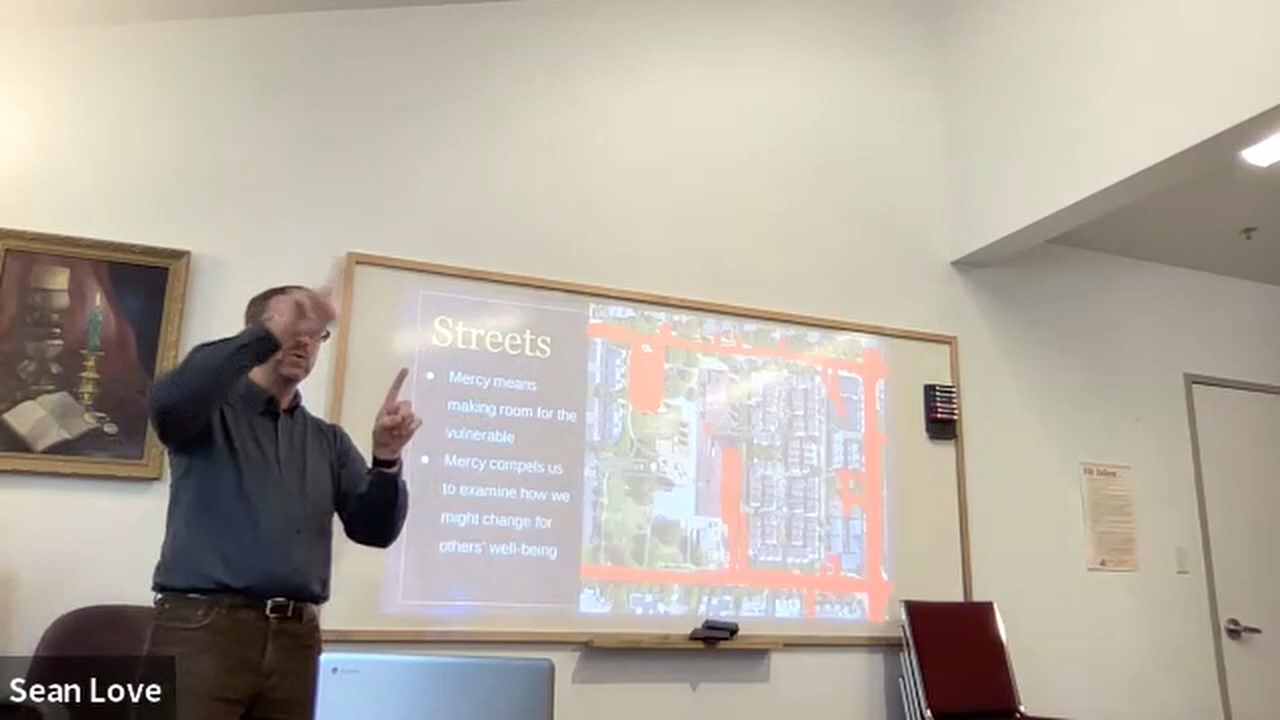 Streets
Mercy means
making room for the
vulnerable
Mercy compels us
to examine how we
might change for
others' well-being
Sean Love